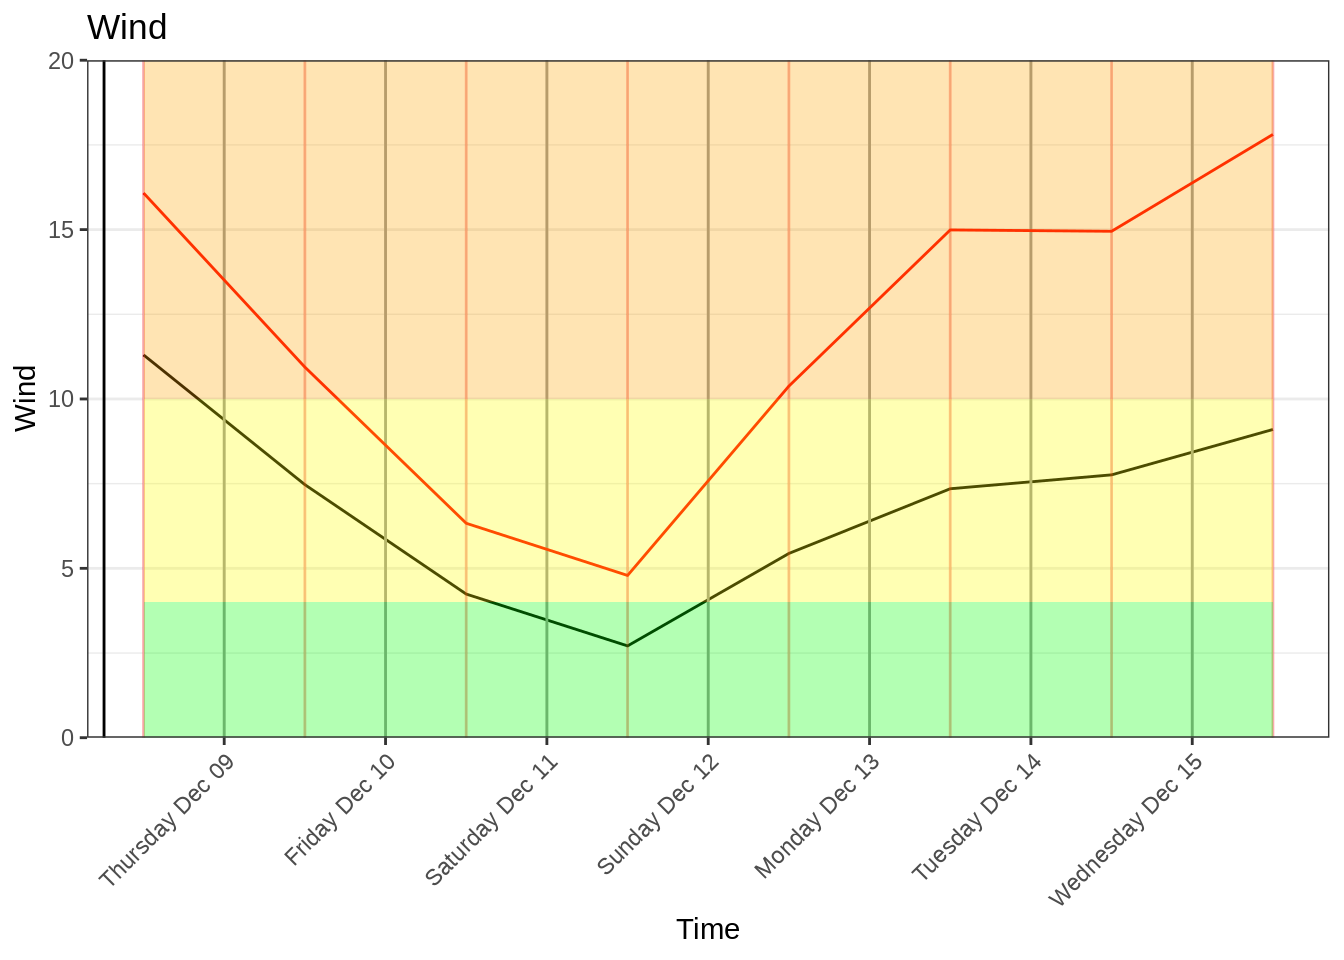 Wind
20
15
10
5
0
Wind
Thursday Dec 09
Friday Dec 10
Saturday Dec 11
Sunday Dec 12
Monday Dec 13
Tuesday Dec 14
Wednesday Dec 15
Time